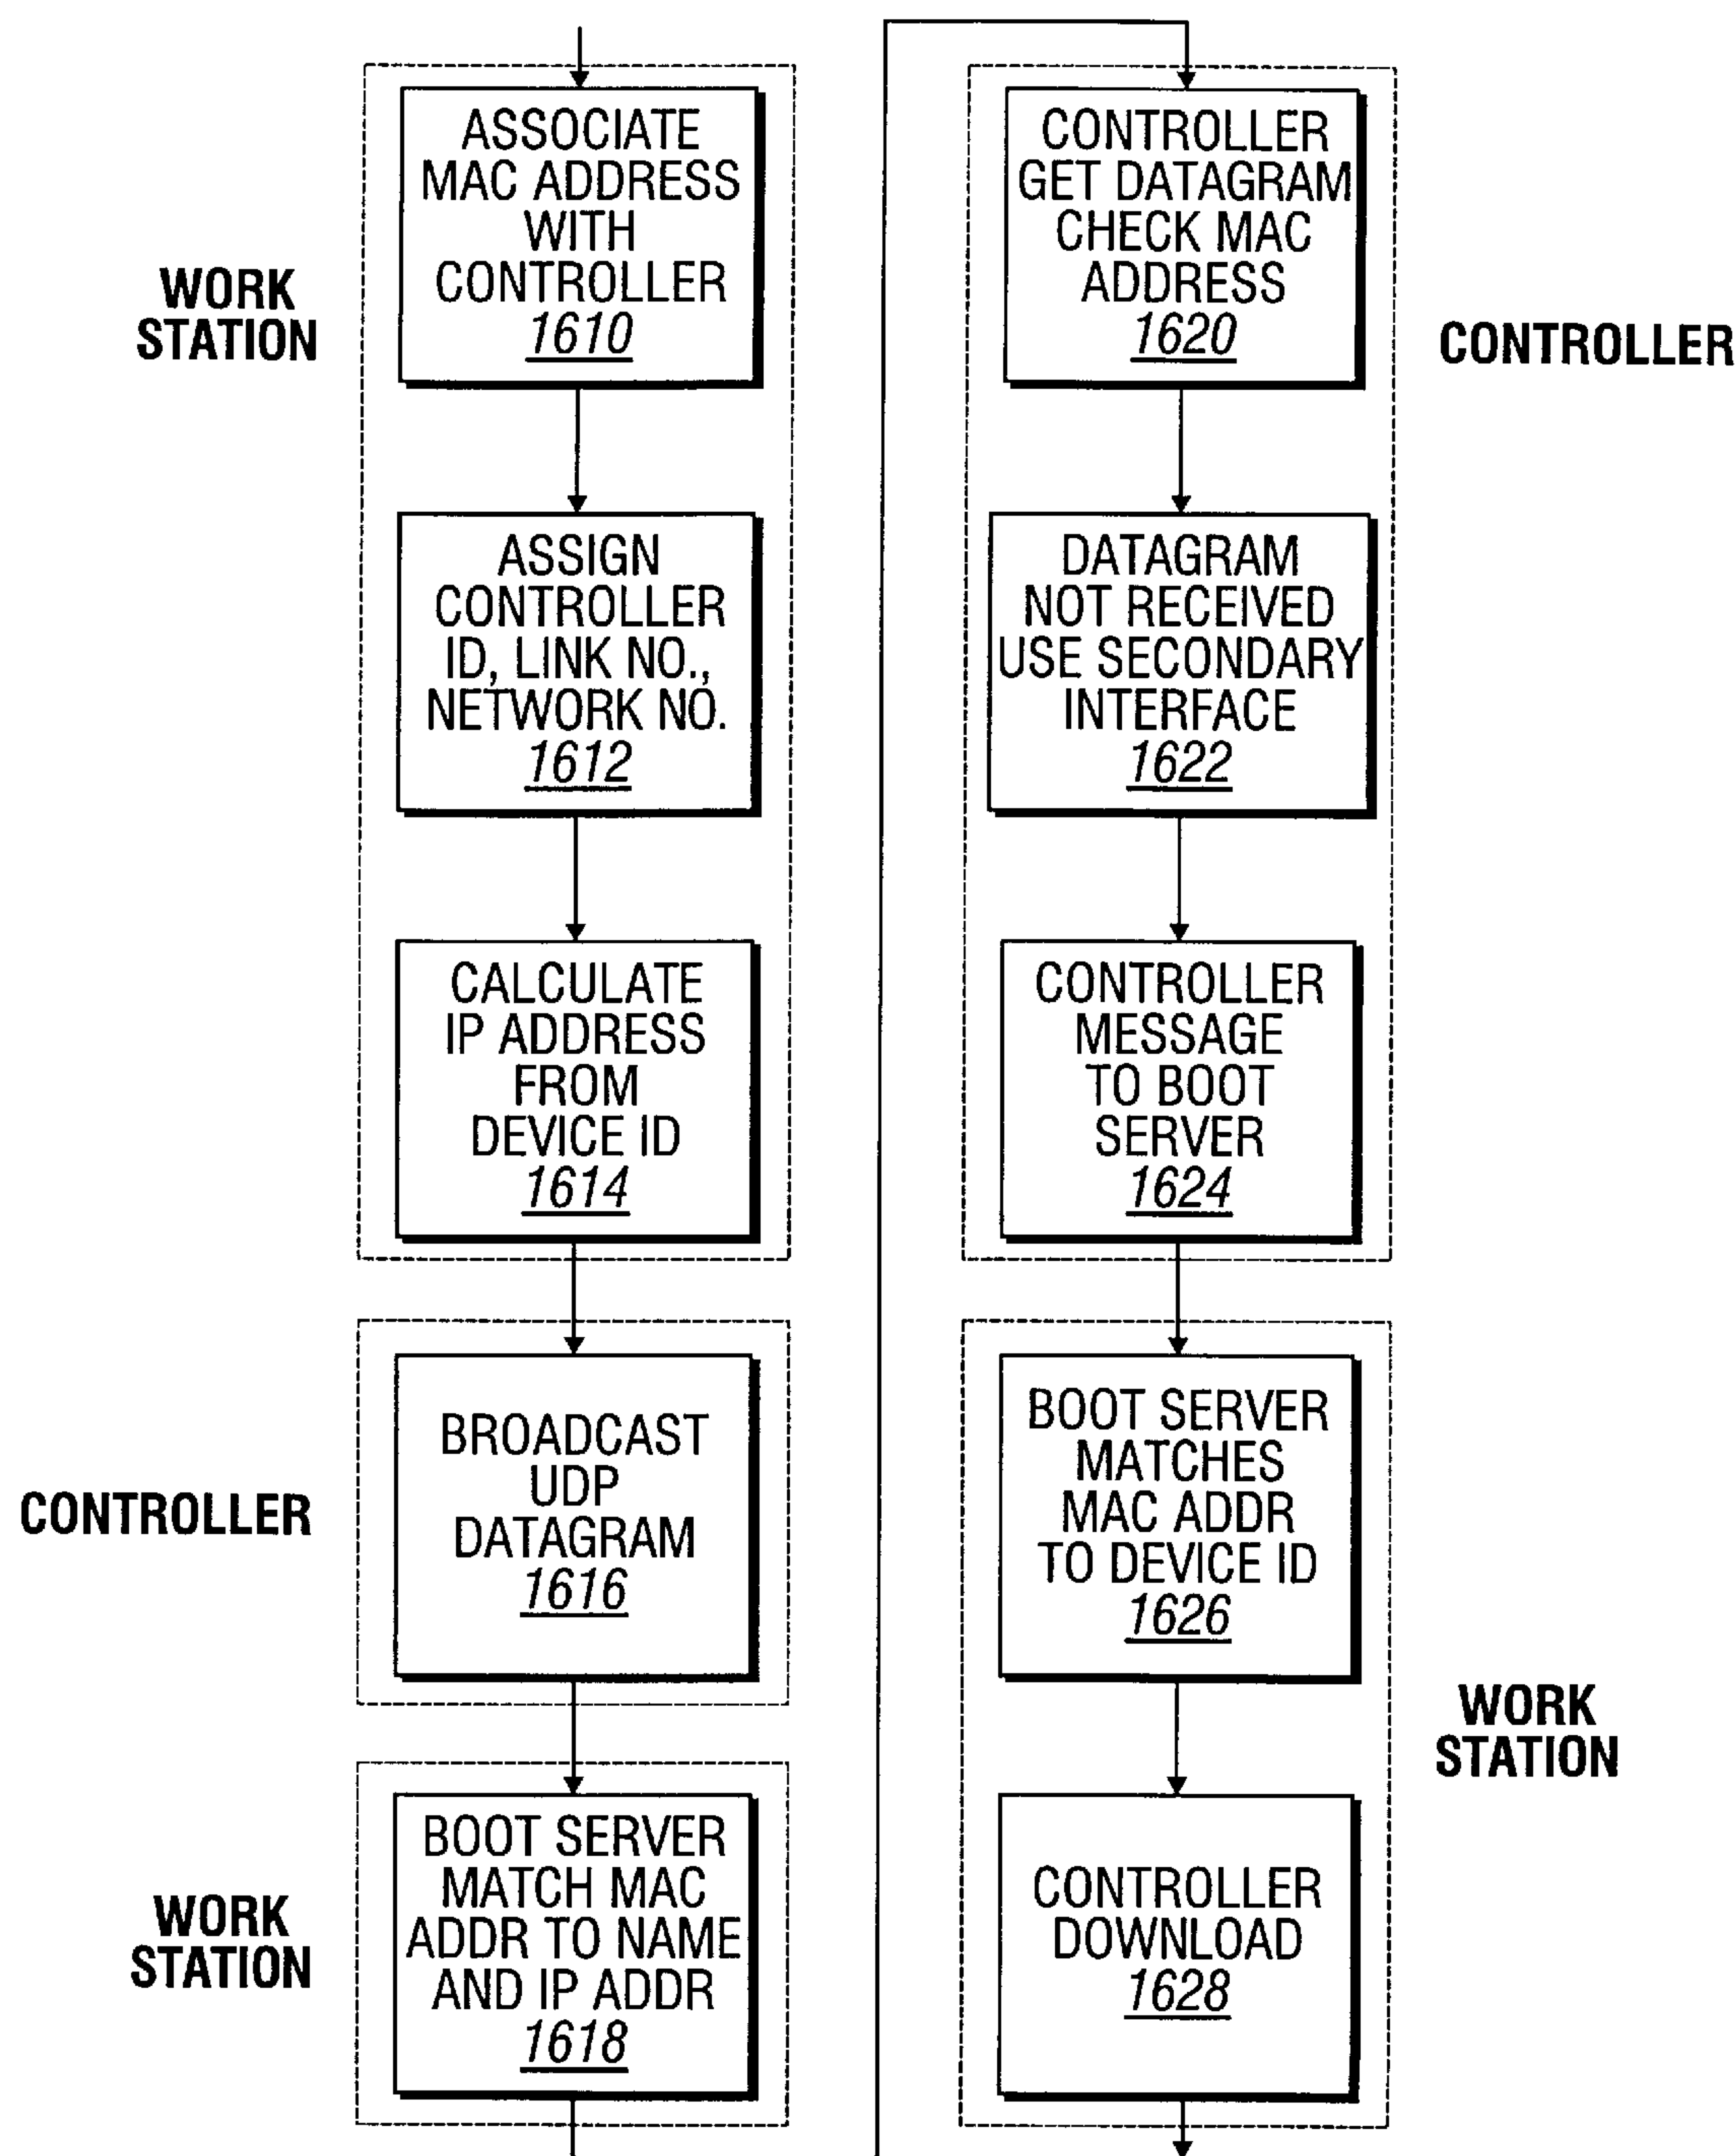 WORK
STATION
ASSOCIATE
MAC ADDRESS
WITH
CONTROLLER
1610
ASSIGN
CONTROLLER
ID, LINK NO.,
NETWORK NO.
1612
CALCULATE
IP ADDRESS
FROM
DEVICE ID
1614
CONTROLLER
BROADCAST
UDP
DATAGRAM
1616
WORK
STATION
BOOT SERVER
MATCH MAC
ADDR TO NAME
AND IP ADDR
1618
CONTROLLER
GET DATAGRAM
CHECK MAC
ADDRESS
1620
CONTROLLER
DATAGRAM
NOT RECEIVED
USE SECONDARY
INTERFACE
1622
CONTROLLER
MESSAGE
TO BOOT
SERVER
1624
BOOT SERVER
MATCHES
MAC ADDR
TO DEVICE ID
1626
WORK
STATION
CONTROLLER
DOWNLOAD
1628